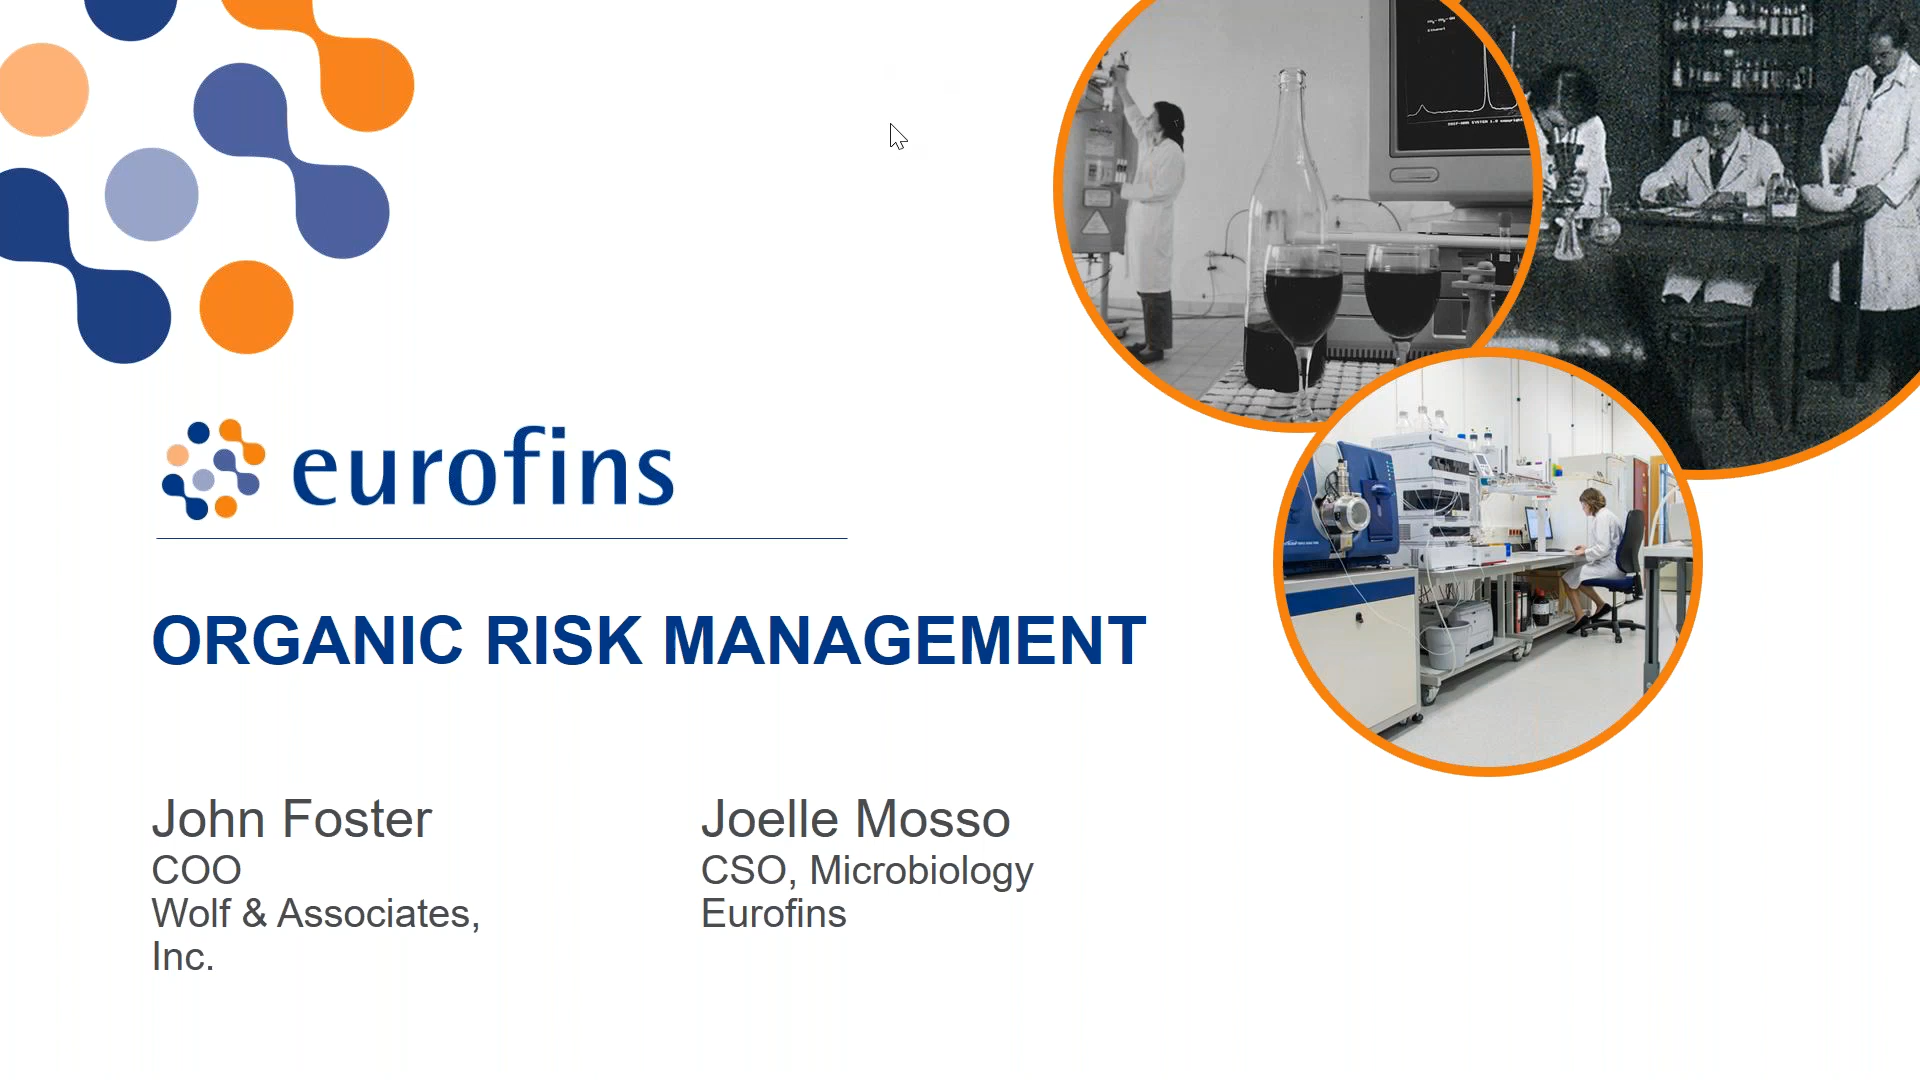 eurofins
ORGANIC RISK MANAGEMENT
John Foster
COO
Wolf & Associates,
Inc.
Joelle Mosso
CSO, Microbiology
Eurofins